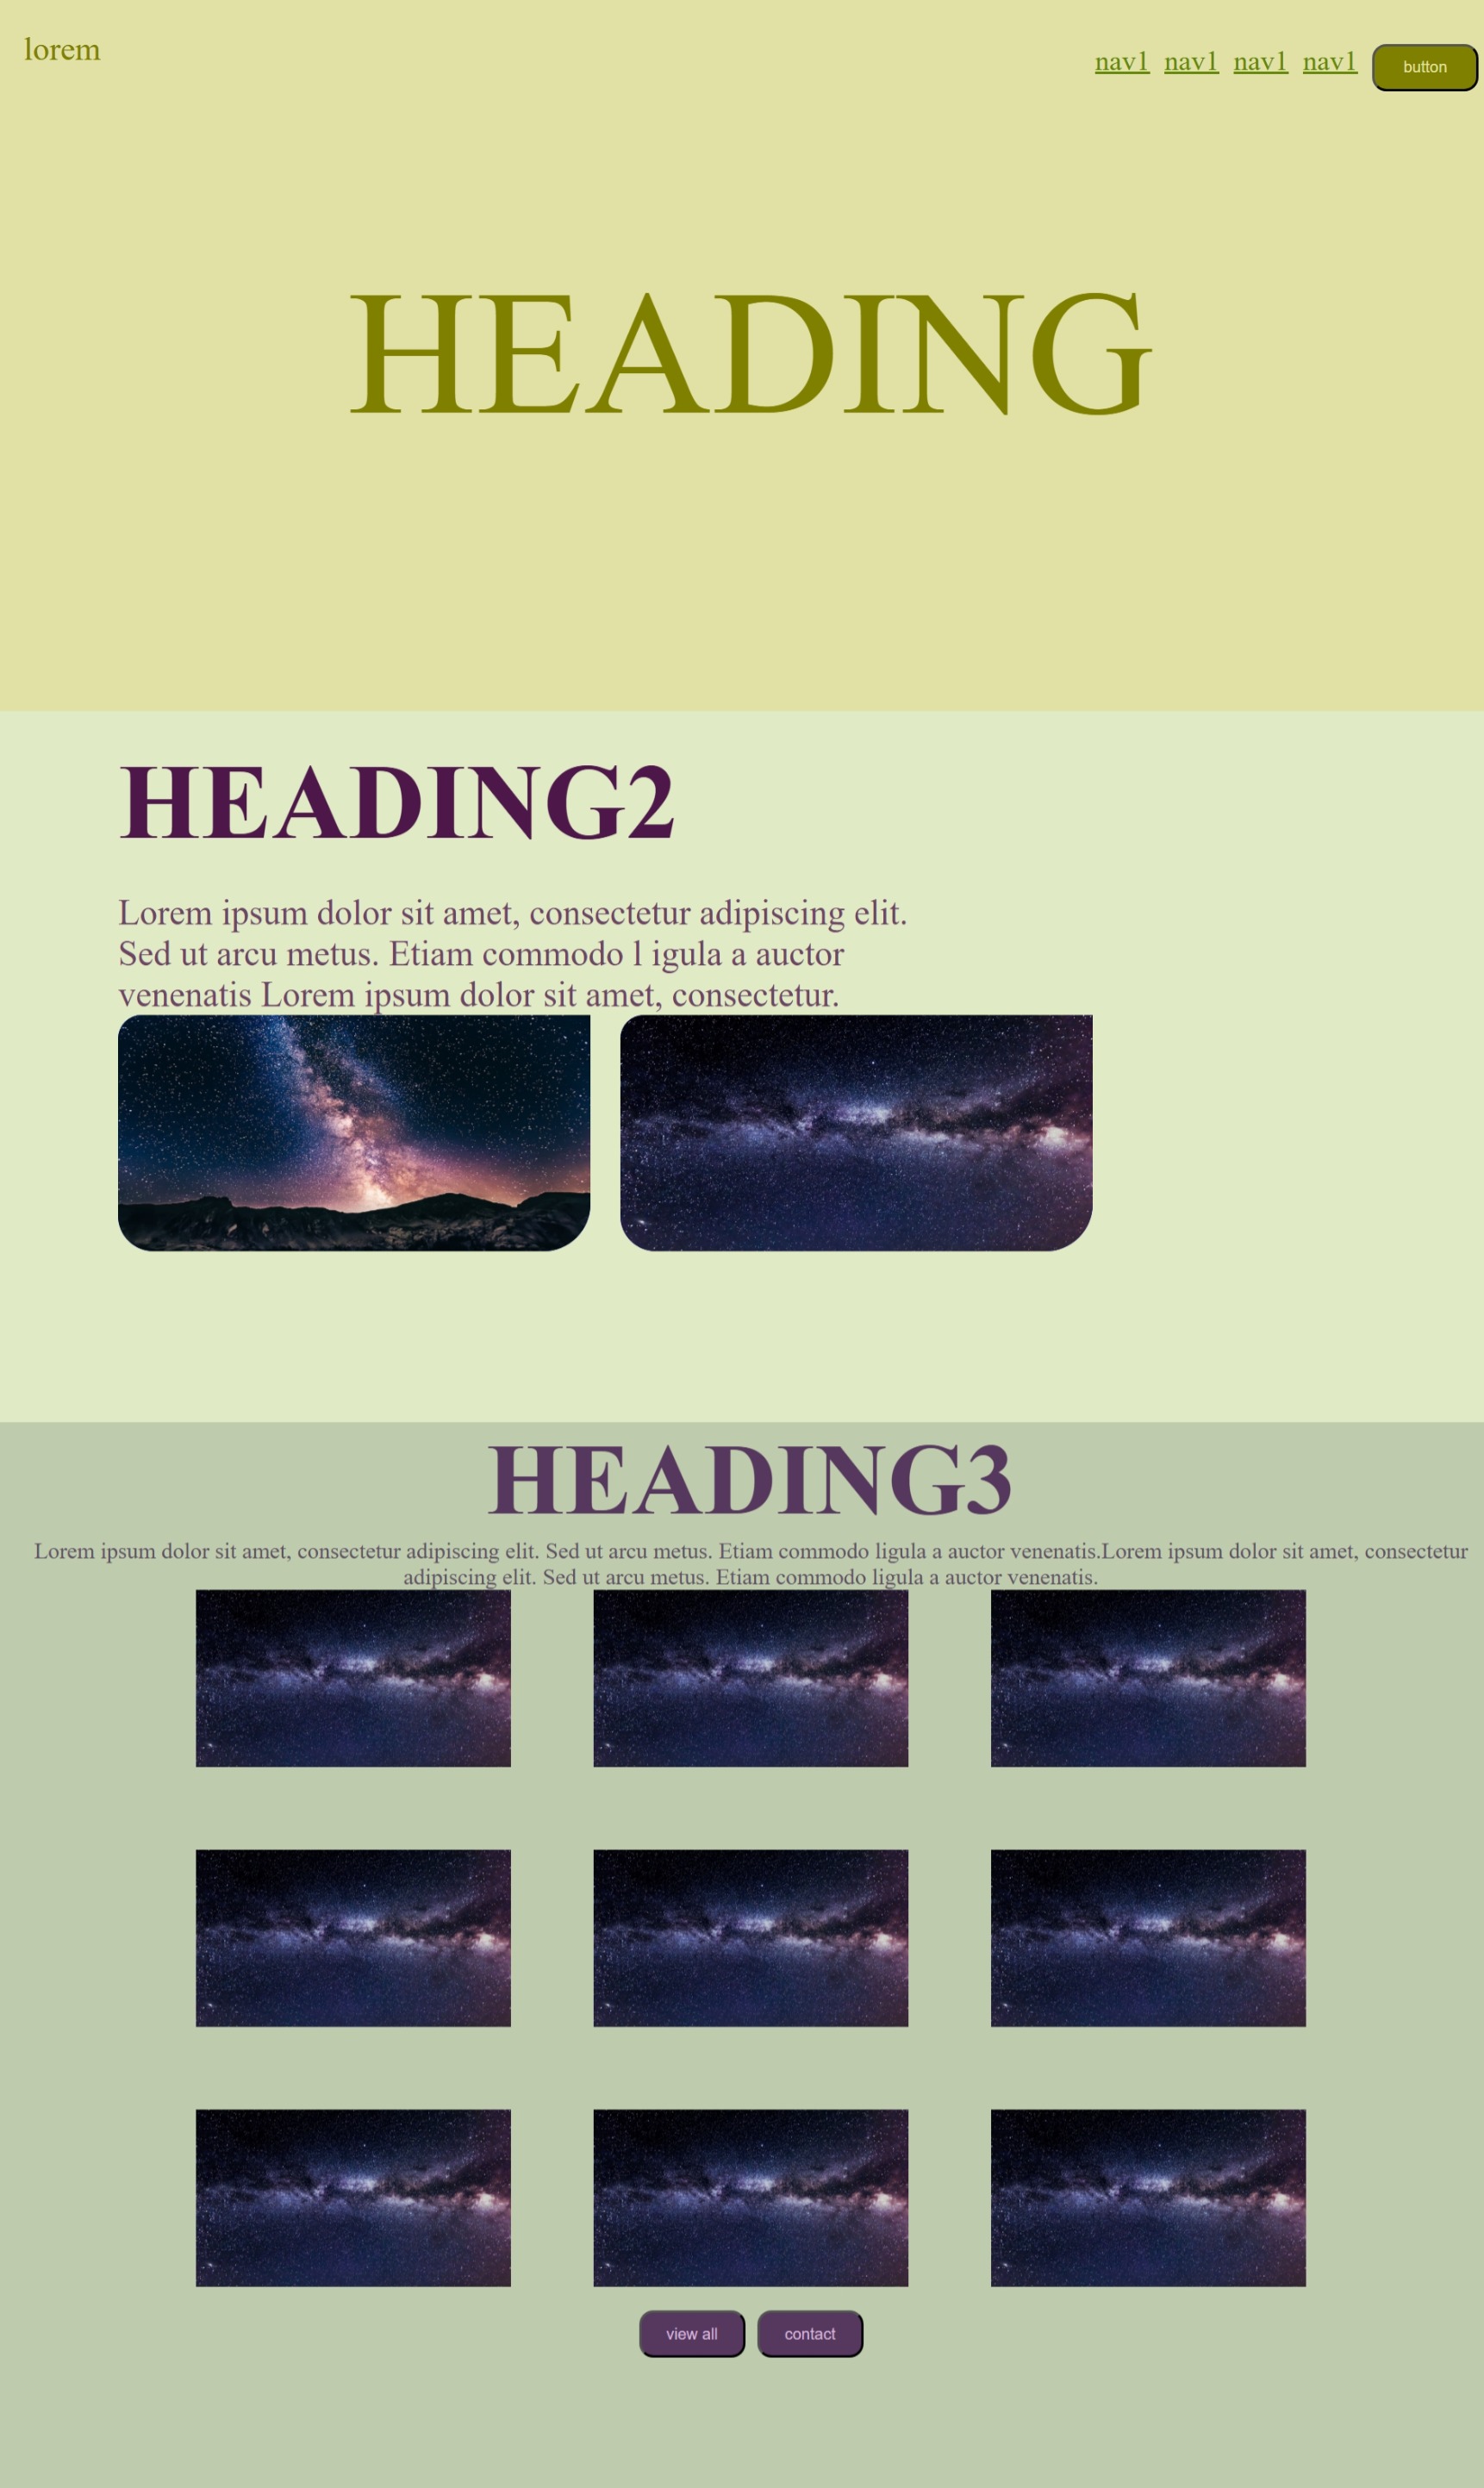 lorem
nav1 nav1 nav1 nav1 button
HEADING
HEADING2
Lorem ipsum dolor sit amet, consectetur adipiscing elit.
Sed ut arcu metus. Etiam commodo l igula a auctor
venenatis Lorem ipsum dolor sit amet, consectetur.
HEADING3
Lorem ipsum dolor sit amet, consectetur adipiscing elit. Sed ut arcu metus. Etiam commodo ligula a auctor venenatis.Lorem ipsum dolor sit amet, consectetur
adipiscing elit. Sed ut arcu metus. Etiam commodo ligula a auctor venenatis.
view all contact